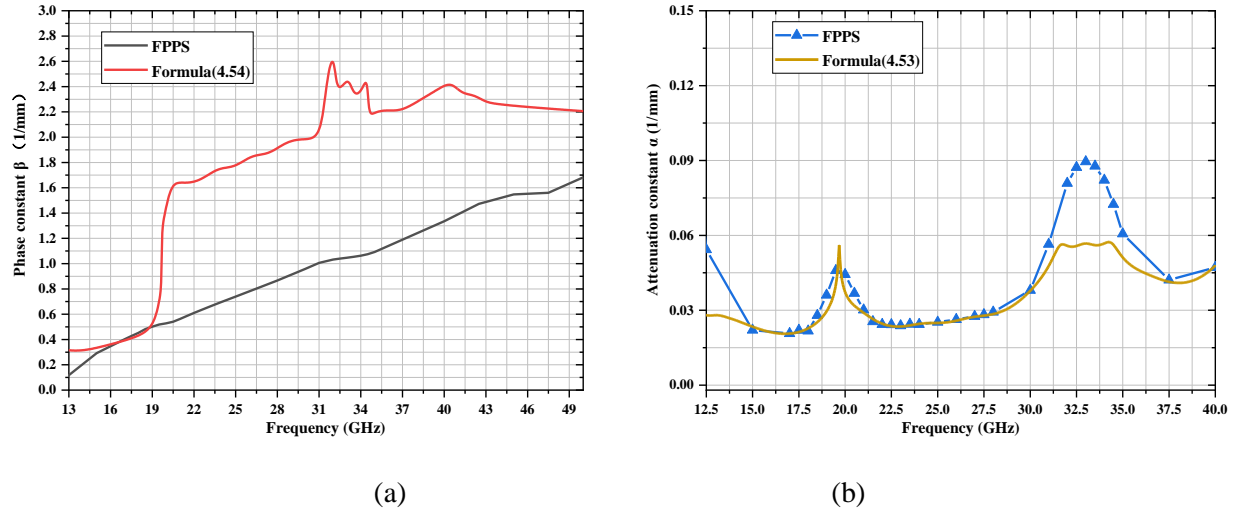 3.0
2.8
2.6
2.4
2.2
2.0
1.8
1.6
1.4
1.2
1.0
0.8
0.6
0.4
0.2
0.0
Phase constant β （1/mm)
FPPS
Formula(4.54)
13 16 19 22 25 28 31 34 37 40 43 46 49
Frequency (GHz)
(a)
0.15
0.12
0.09
0.06
0.03
0.00
Attenuation constant α (1/mm)
FPPS
Formula(4.53)
12.5 15.0 17.5 20.0 22.5 25.0 27.5 30.0 32.5 35.0 37.5 40.0
Frequency (GHz)
(b)